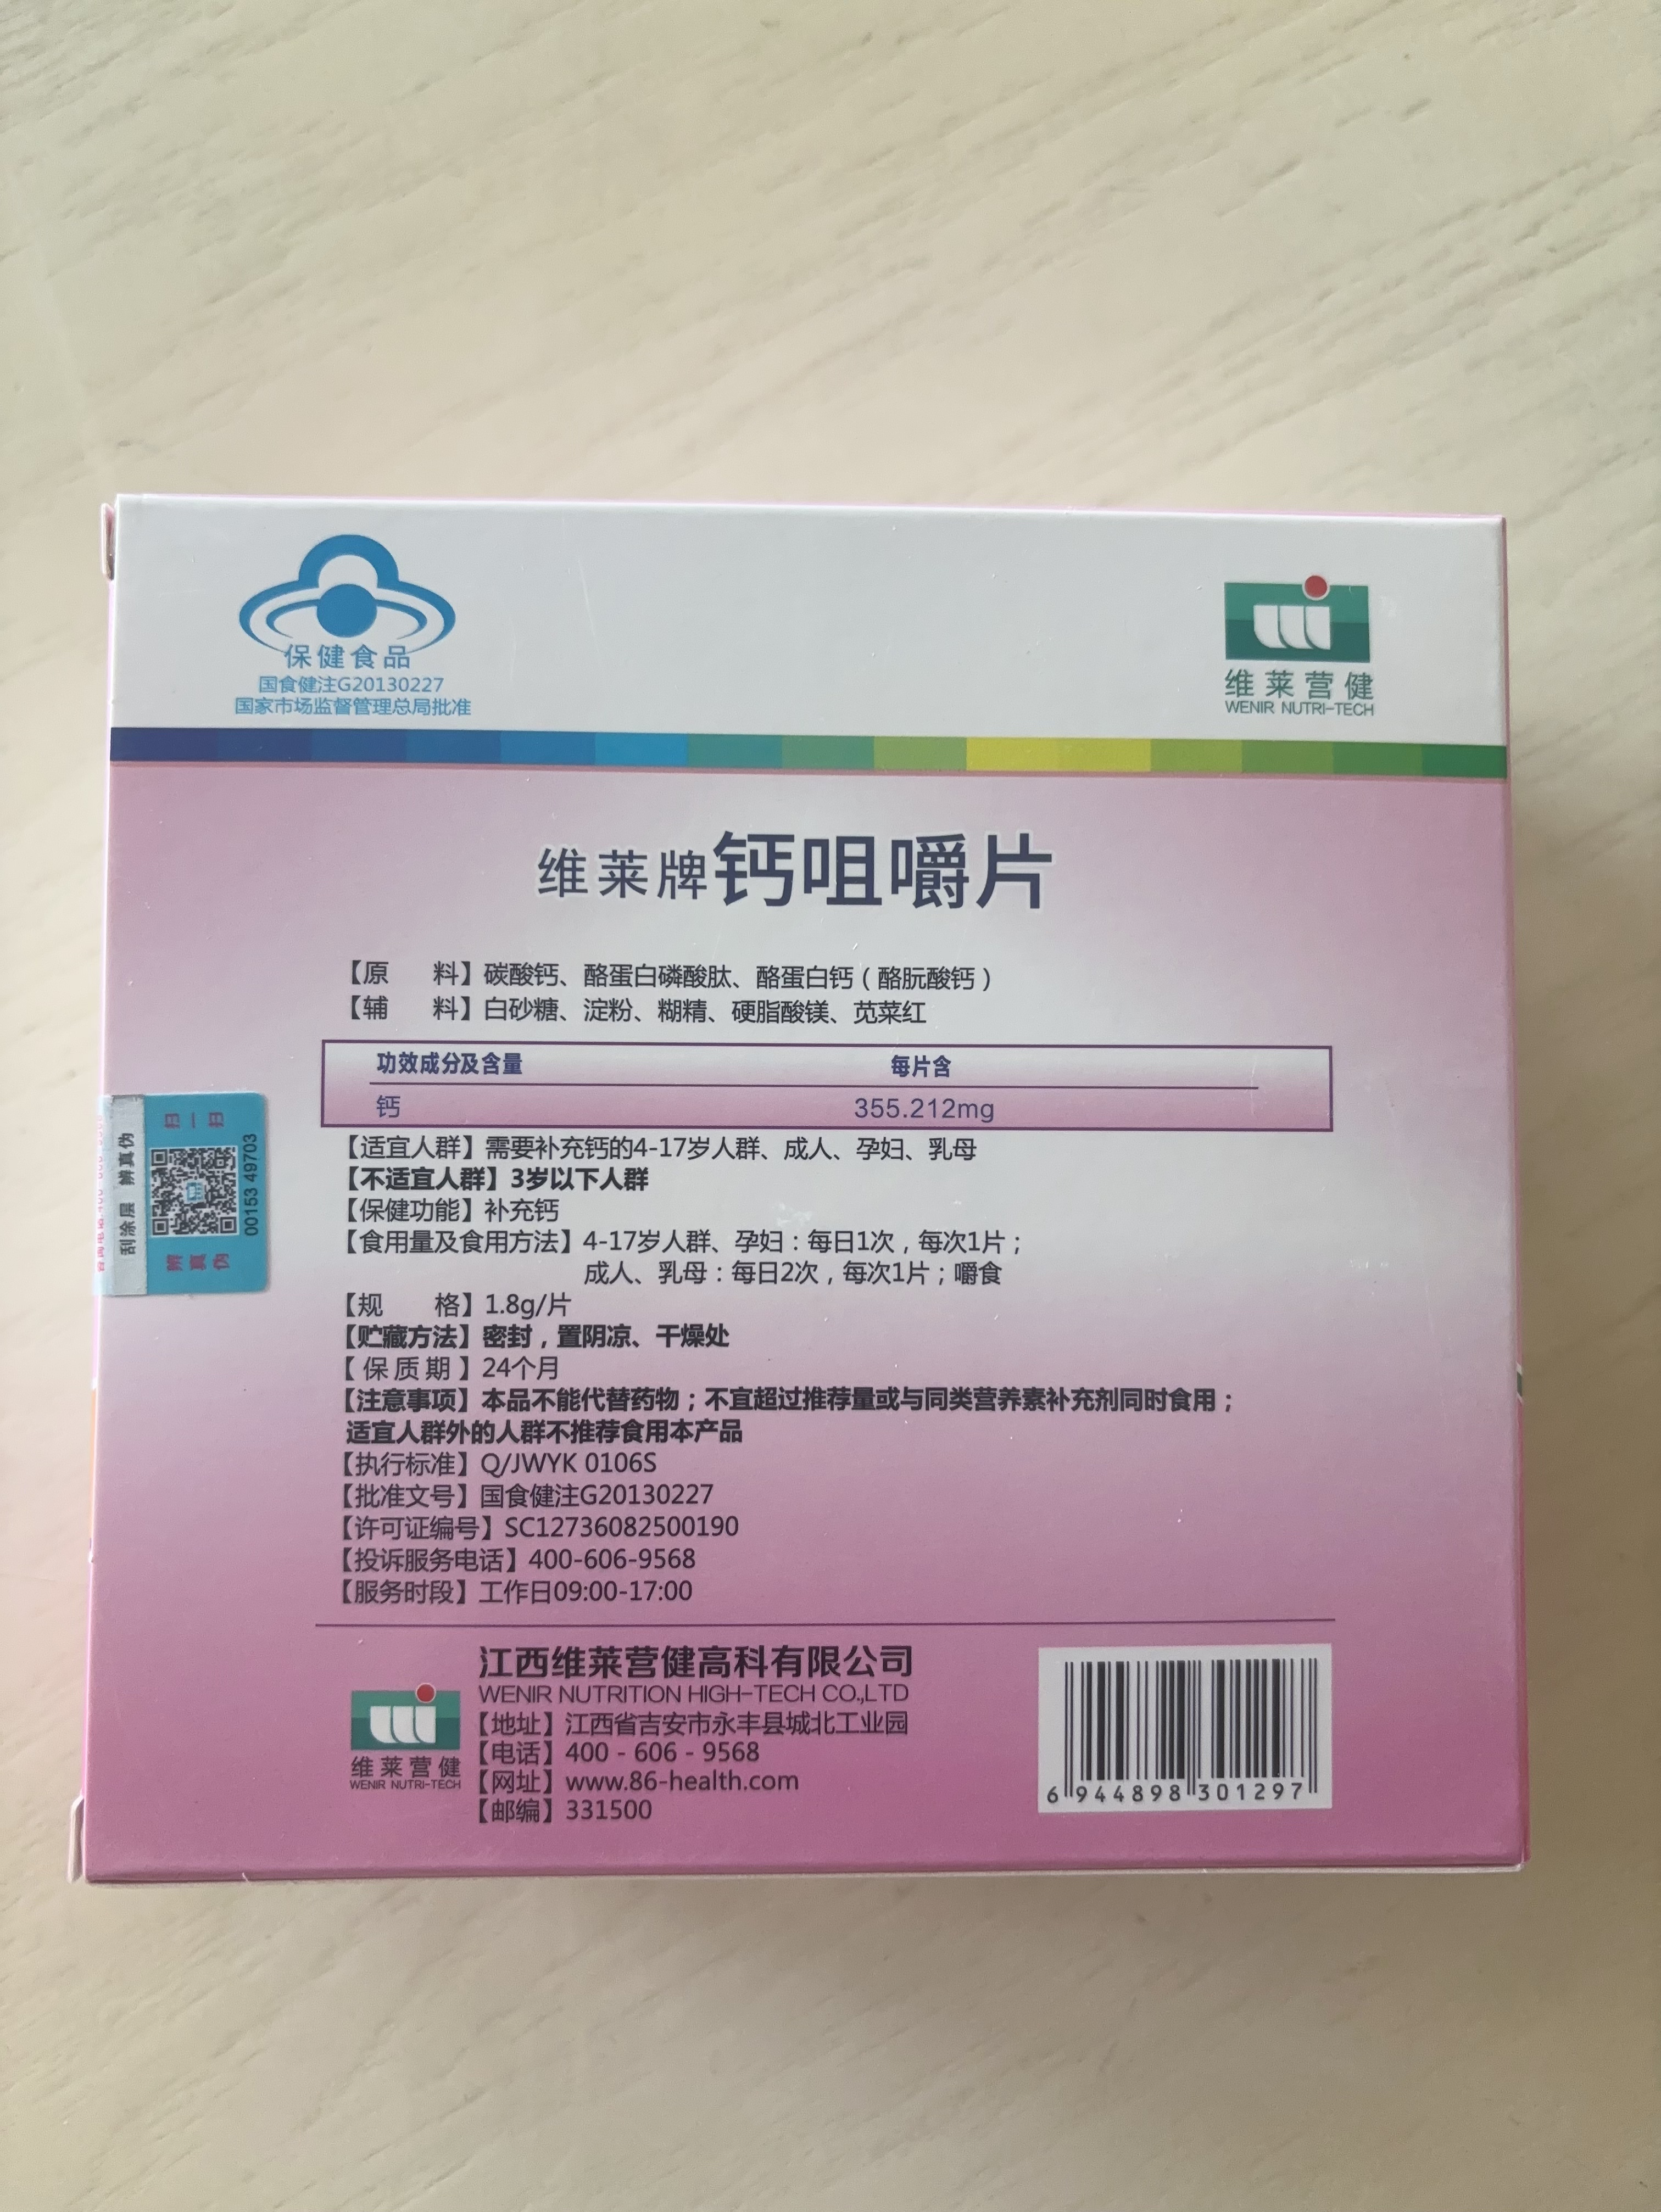 保健食品
国食健注G20130227
国家市场监督管理总局批准
维莱营健
WENIR NUTRI-TECH
维莱牌钙咀嚼片
【原 料】碳酸钙、酪蛋白磷酸肽、酪蛋白钙(酪朊酸钙)
【辅 料】白砂糖、淀粉、糊精、硬脂酸镁、苋菜红
功效成分及含量 每片含
钙 355.212mg
【适宜人群】需要补充钙的4-17岁人群、成人、孕妇、乳母
【不适宜人群】3岁以下人群
【保健功能】补充钙
【食用量及食用方法】4-17岁人群、孕妇:每日1次,每次1片;
成人、乳母:每日2次,每次1片;嚼食
【规 格】1.8g/片
【贮藏方法】密封,置阴凉、干燥处
【保质期】24个月
【注意事项】本品不能代替药物;不宜超过推荐量或与同类营养素补充剂同时食用;
适宜人群外的人群不推荐食用本产品
【执行标准】Q/JWYK 0106S
【批准文号】国食健注G20130227
【许可证编号】SC12736082500190
【投诉服务电话】400-606-9568
【服务时段】工作日09:00-17:00
维莱营健
WENIR NUTRI-TECH
江西维莱营健高科有限公司
WENIR NUTRITION HIGH-TECH CO.,LTD
【地址】江西省吉安市永丰县城北工业园
【电话】400 - 606 - 9568
【网址】www.86-health.com
【邮编】331500
6 944898 301297
刮涂层 辨真伪
扫一扫
辨真伪
00153 49703